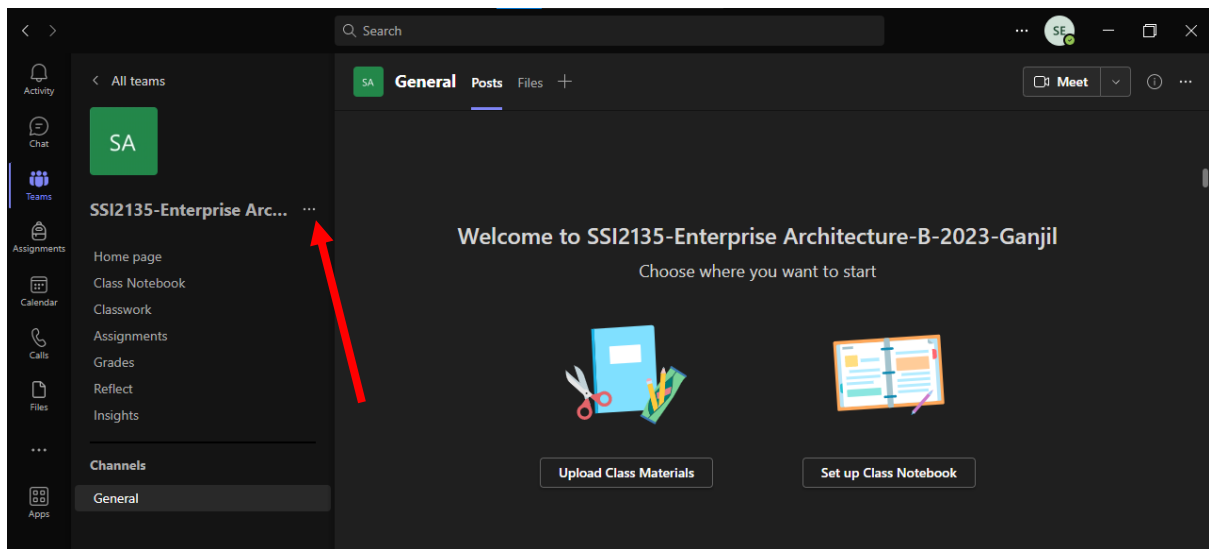 Search
SE
Activity
Chat
Teams
Assignments
Calendar
Calls
Files
Apps
All teams
SA
SSI2135-Enterprise Arc...
Home page
Class Notebook
Classwork
Assignments
Grades
Reflect
Insights
Channels
General
SA General Posts Files
Meet
Welcome to SSI2135-Enterprise Architecture-B-2023-Ganjil
Choose where you want to start
Upload Class Materials
Set up Class Notebook